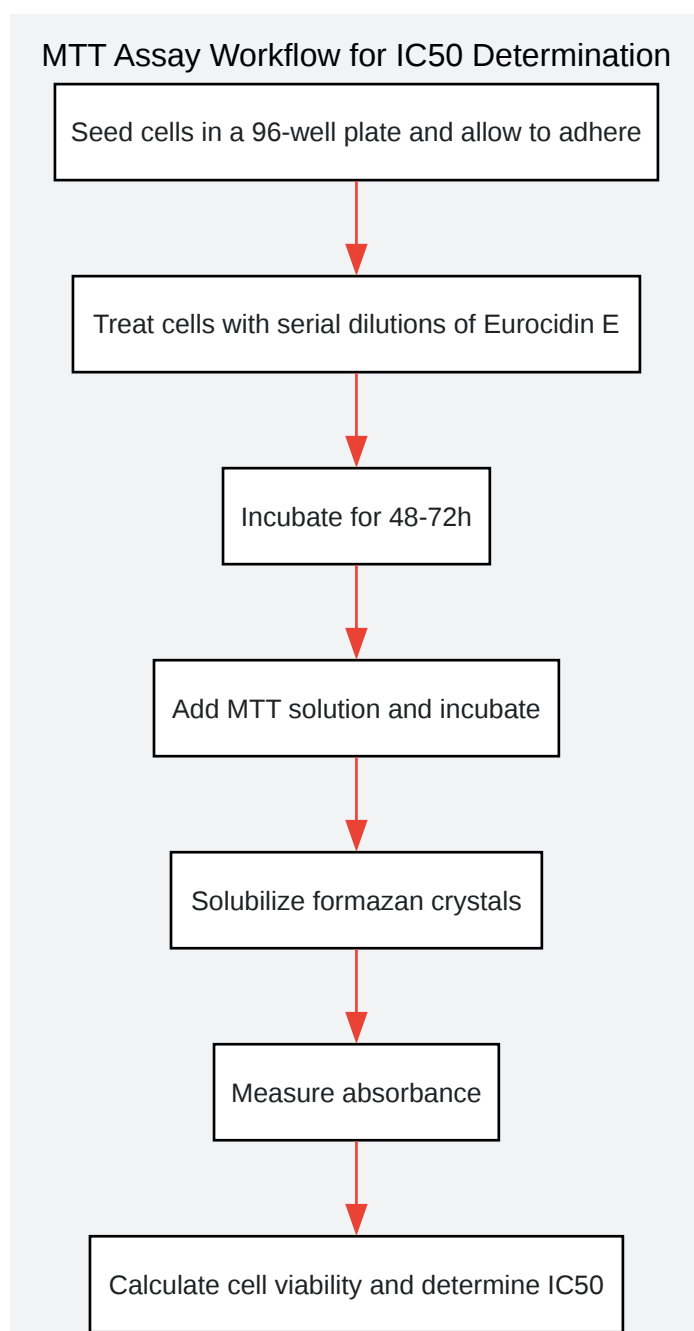 MTT Assay Workflow for IC50 Determination
Seed cells in a 96-well plate and allow to adhere
Treat cells with serial dilutions of Eurocidin E
Incubate for 48-72h
Add MTT solution and incubate
Solubilize formazan crystals
Measure absorbance
Calculate cell viability and determine IC50